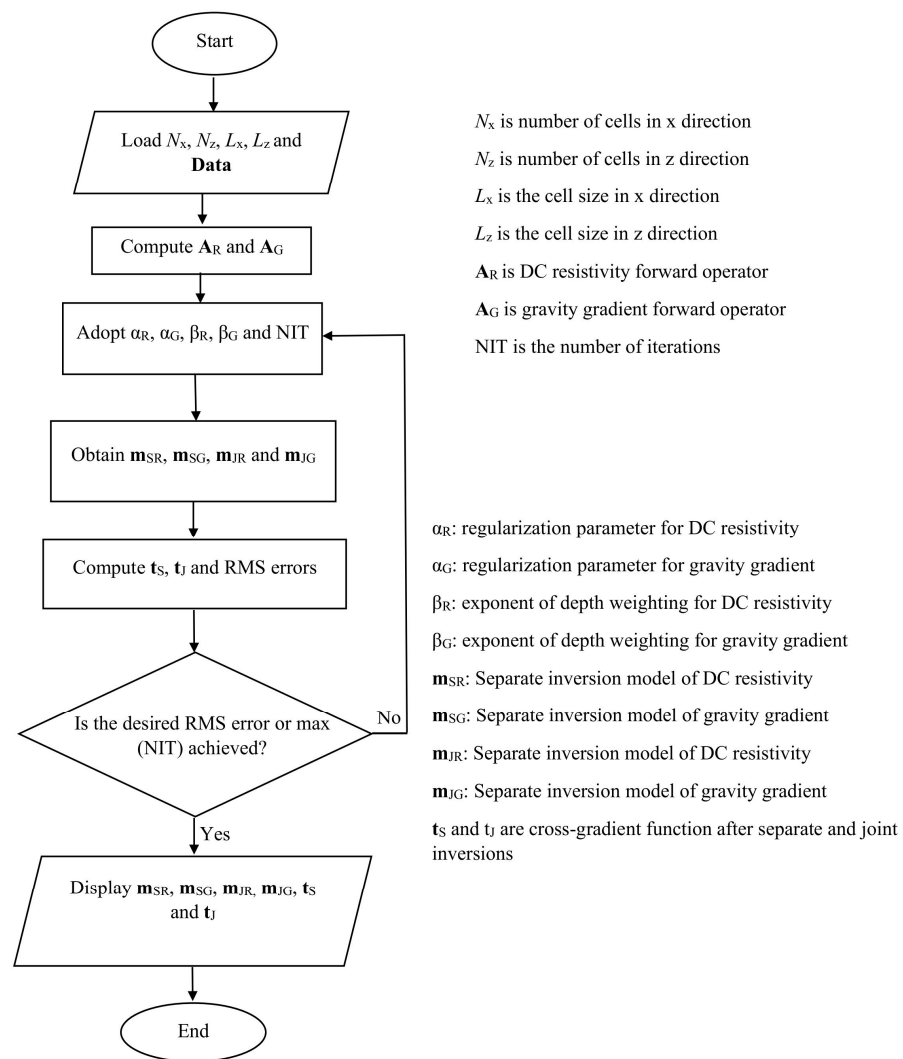 Start
Load Nx, Nz, Lx, Lz and
Data
Compute AR and AG
Adopt αR, αG, βR, βG and NIT
Obtain mSR, mSG, mJR and mJG
Compute tS, tJ and RMS errors
Is the desired RMS error or max
(NIT) achieved?
No
Yes
Display mSR, mSG, mJR, mJG, tS
and tJ
End
Nx is number of cells in x direction
Nz is number of cells in z direction
Lx is the cell size in x direction
Lz is the cell size in z direction
AR is DC resistivity forward operator
AG is gravity gradient forward operator
NIT is the number of iterations
αR: regularization parameter for DC resistivity
αG: regularization parameter for gravity gradient
βR: exponent of depth weighting for DC resistivity
βG: exponent of depth weighting for gravity gradient
mSR: Separate inversion model of DC resistivity
mSG: Separate inversion model of gravity gradient
mJR: Separate inversion model of DC resistivity
mJG: Separate inversion model of gravity gradient
tS and tJ are cross-gradient function after separate and joint
inversions